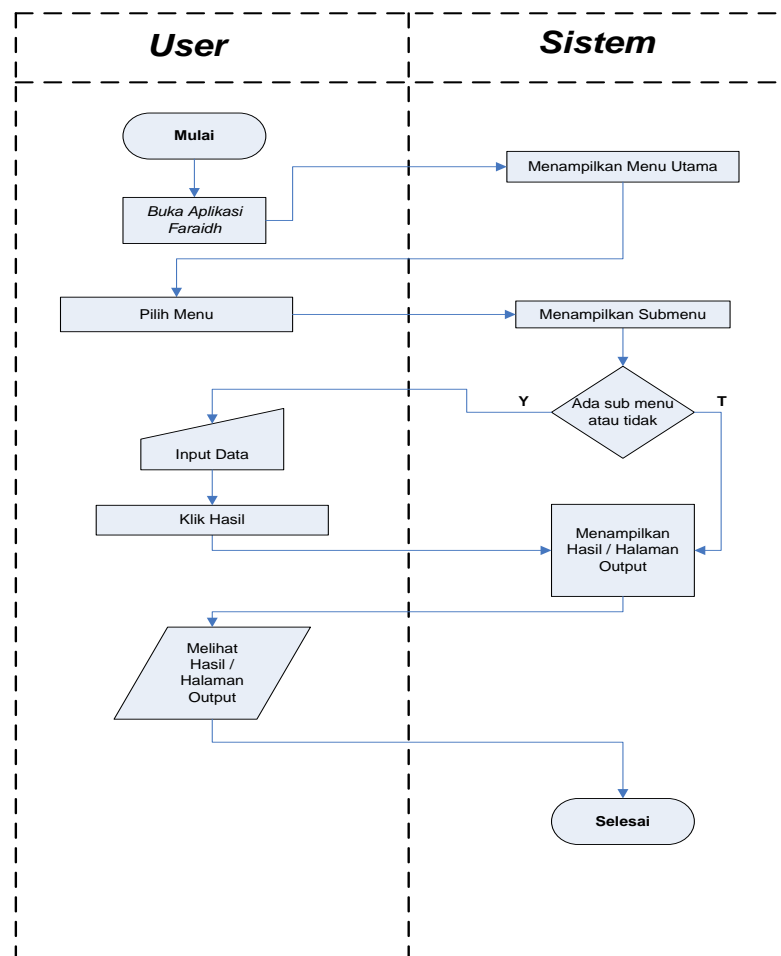 User
Sistem
Mulai
Menampilkan Menu Utama
Buka Aplikasi
Faraidh
Pilih Menu
Menampilkan Submenu
Y
Ada sub menu
atau tidak
T
Input Data
Klik Hasil
Menampilkan
Hasil / Halaman
Output
Melihat
Hasil /
Halaman
Output
Selesai